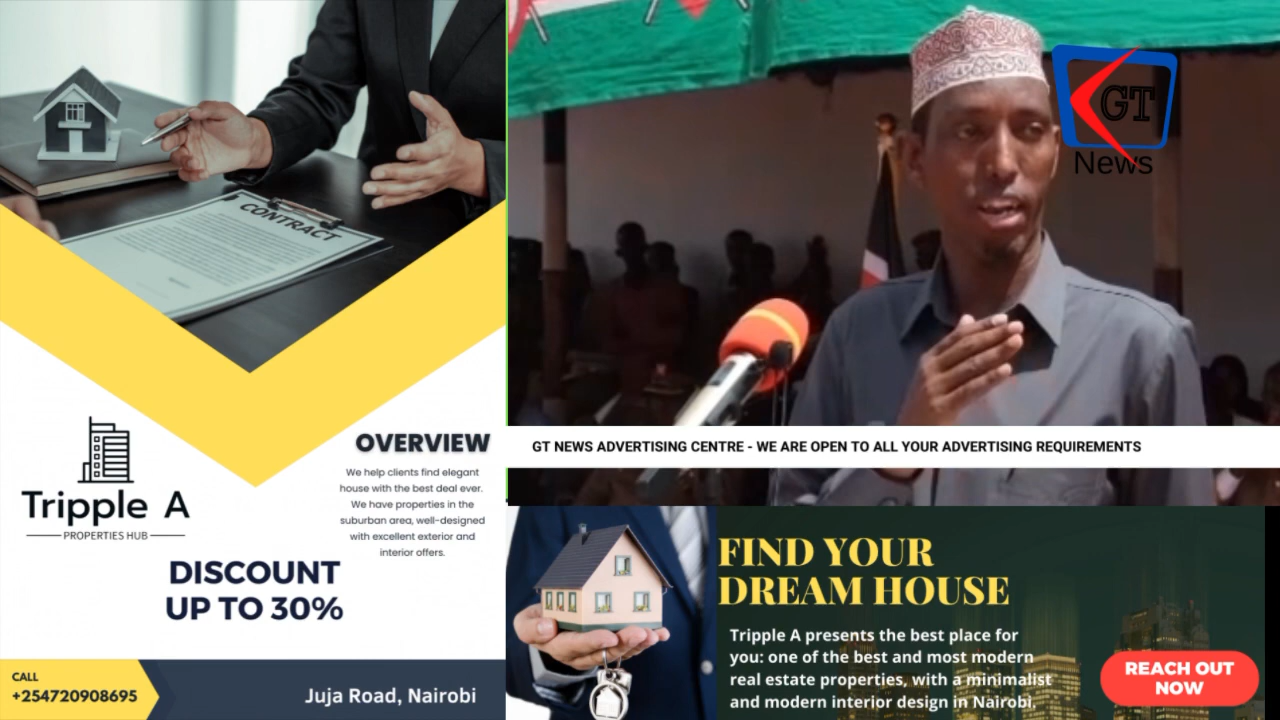 CONTRACT
Tripple A
PROPERTIES HUB
OVERVIEW
We help clients find elegant
house with the best deal ever.
We have properties in the
suburban area, well-designed
with excellent exterior and
interior offers.
DISCOUNT
UP TO 30%
CALL
+254720908695
Juja Road, Nairobi
GT
News
GT NEWS ADVERTISING CENTRE - WE ARE OPEN TO ALL YOUR ADVERTISING REQUIREMENTS
FIND YOUR
DREAM HOUSE
Tripple A presents the best place for
you: one of the best and most modern
real estate properties, with a minimalist
and modern interior design in Nairobi.
REACH OUT
NOW